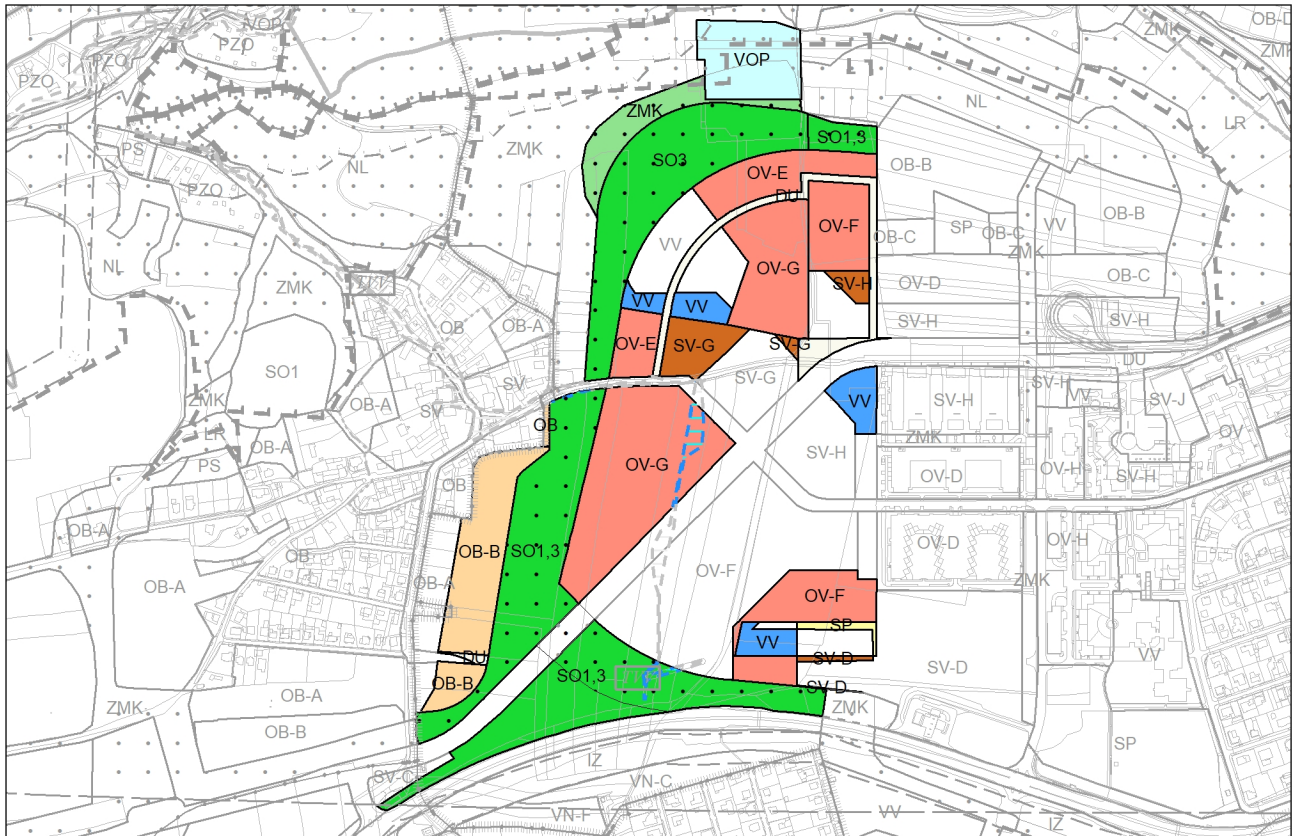 VOP
PZO
PZO
PZO
PS
PZO
NL
ZMK
NL
ZMK
SO1
ZMK
LR
PS
OB-A
OB-A
OB-A
SV
OB
OB-A
SV
OB-A
OB
OB
OB-A
OB-A
OB-B
ZMK
SV-C
VOP
ZMK
SO3
SO1,3
OV-E
DU
OV-F
VV
OV-G
SV-H
VV
VV
OV-E
SV-G
SV-G
SV-G
VV
OB
OV-G
SV-H
OB-B
SO1,3
OV-F
OV-F
SP
VV
SV-D
SV-D
DU
OB-B
SO1,3
ZMK
IZ
VN-C
VN-F
VV
IZ
OB-D
ZMK
ZMK
NL
LR
OB-B
OB-B
OB-C
SP
OB-C
VV
ZMK
OB-C
OV-D
SV-H
SV-H
DU
SV-H
SV-H
VV
SV-J
OV
ZMK
OV-D
OV-H
SV-H
OV-D
OV-H
ZMK
SV-D
VV
SP